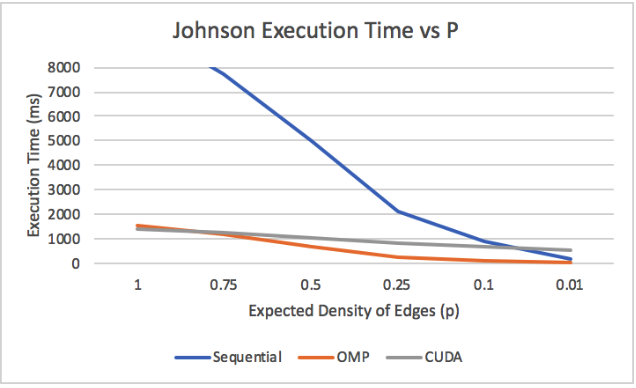 Johnson Execution Time vs P
8000
7000
6000
5000
4000
3000
2000
1000
0
Execution Time (ms)
1 0.75 0.5 0.25 0.1 0.01
Expected Density of Edges (p)
Sequential OMP CUDA